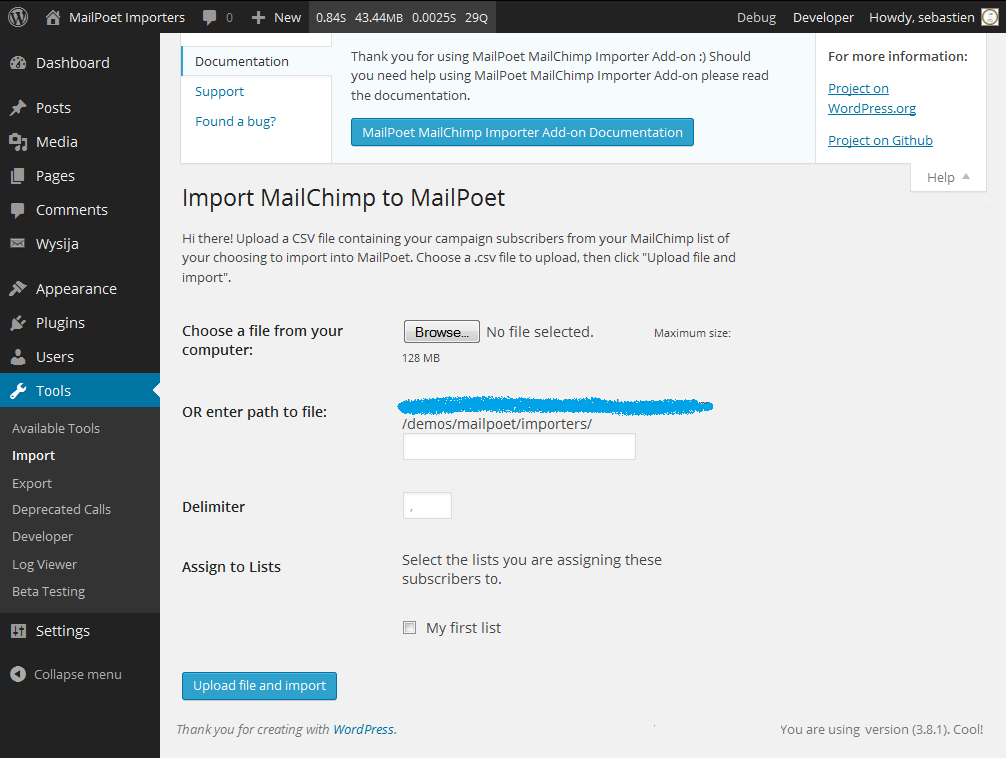 MailPoet Importers 0 New 0.84S 43.44MB 0.0025S 29Q Debug Developer Howdy, sebastien
Dashboard
Posts
Media
Pages
Comments
Wysija
Appearance
Plugins
Users
Tools
Available Tools
Import
Export
Deprecated Calls
Developer
Log Viewer
Beta Testing
Settings
Collapse menu
Documentation
Support
Found a bug?
Thank you for using MailPoet MailChimp Importer Add-on :) Should
you need help using MailPoet MailChimp Importer Add-on please read
the documentation.
MailPoet MailChimp Importer Add-on Documentation
For more information:
Project on
WordPress.org
Project on Github
Help
Import MailChimp to MailPoet
Hi there! Upload a CSV file containing your campaign subscribers from your MailChimp list of
your choosing to import into MailPoet. Choose a .csv file to upload, then click "Upload file and
import".
Choose a file from your
computer:
Browse... No file selected. Maximum size:
128 MB
OR enter path to file:
/demos/mailpoet/importers/
Delimiter ,
Assign to Lists
Select the lists you are assigning these
subscribers to.
My first list
Upload file and import
Thank you for creating with WordPress.
You are using version (3.8.1). Cool!